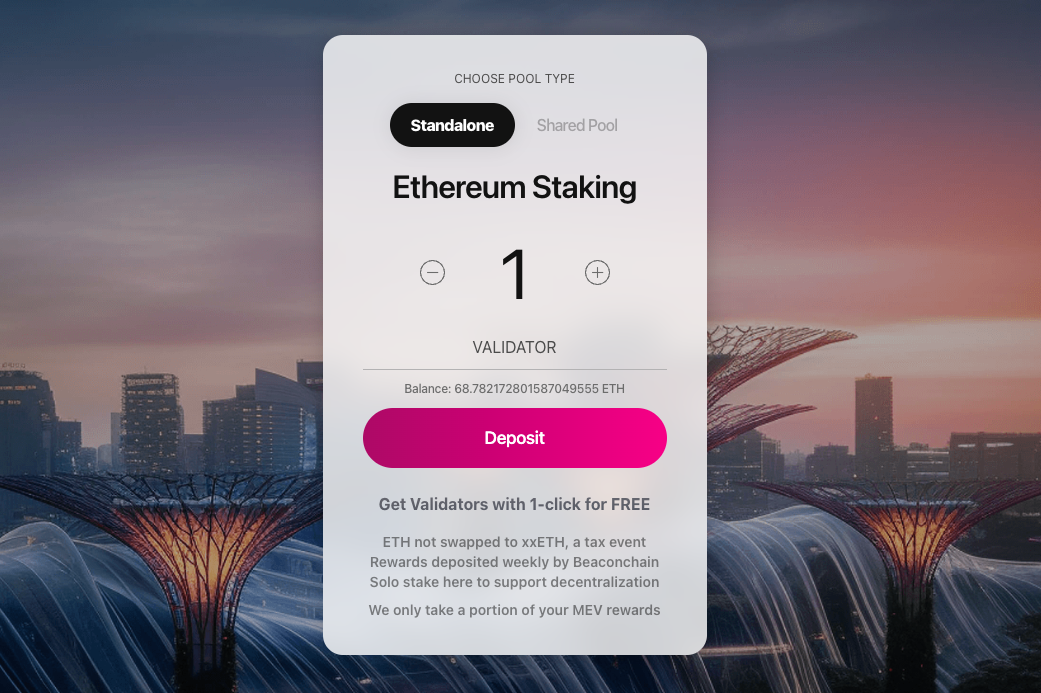 CHOOSE POOL TYPE
Standalone Shared Pool
Ethereum Staking
1
VALIDATOR
Balance: 68.782172801587049555 ETH
Deposit
Get Validators with 1-click for FREE
ETH not swapped to xxETH, a tax event
Rewards deposited weekly by Beaconchain
Solo stake here to support decentralization
We only take a portion of your MEV rewards